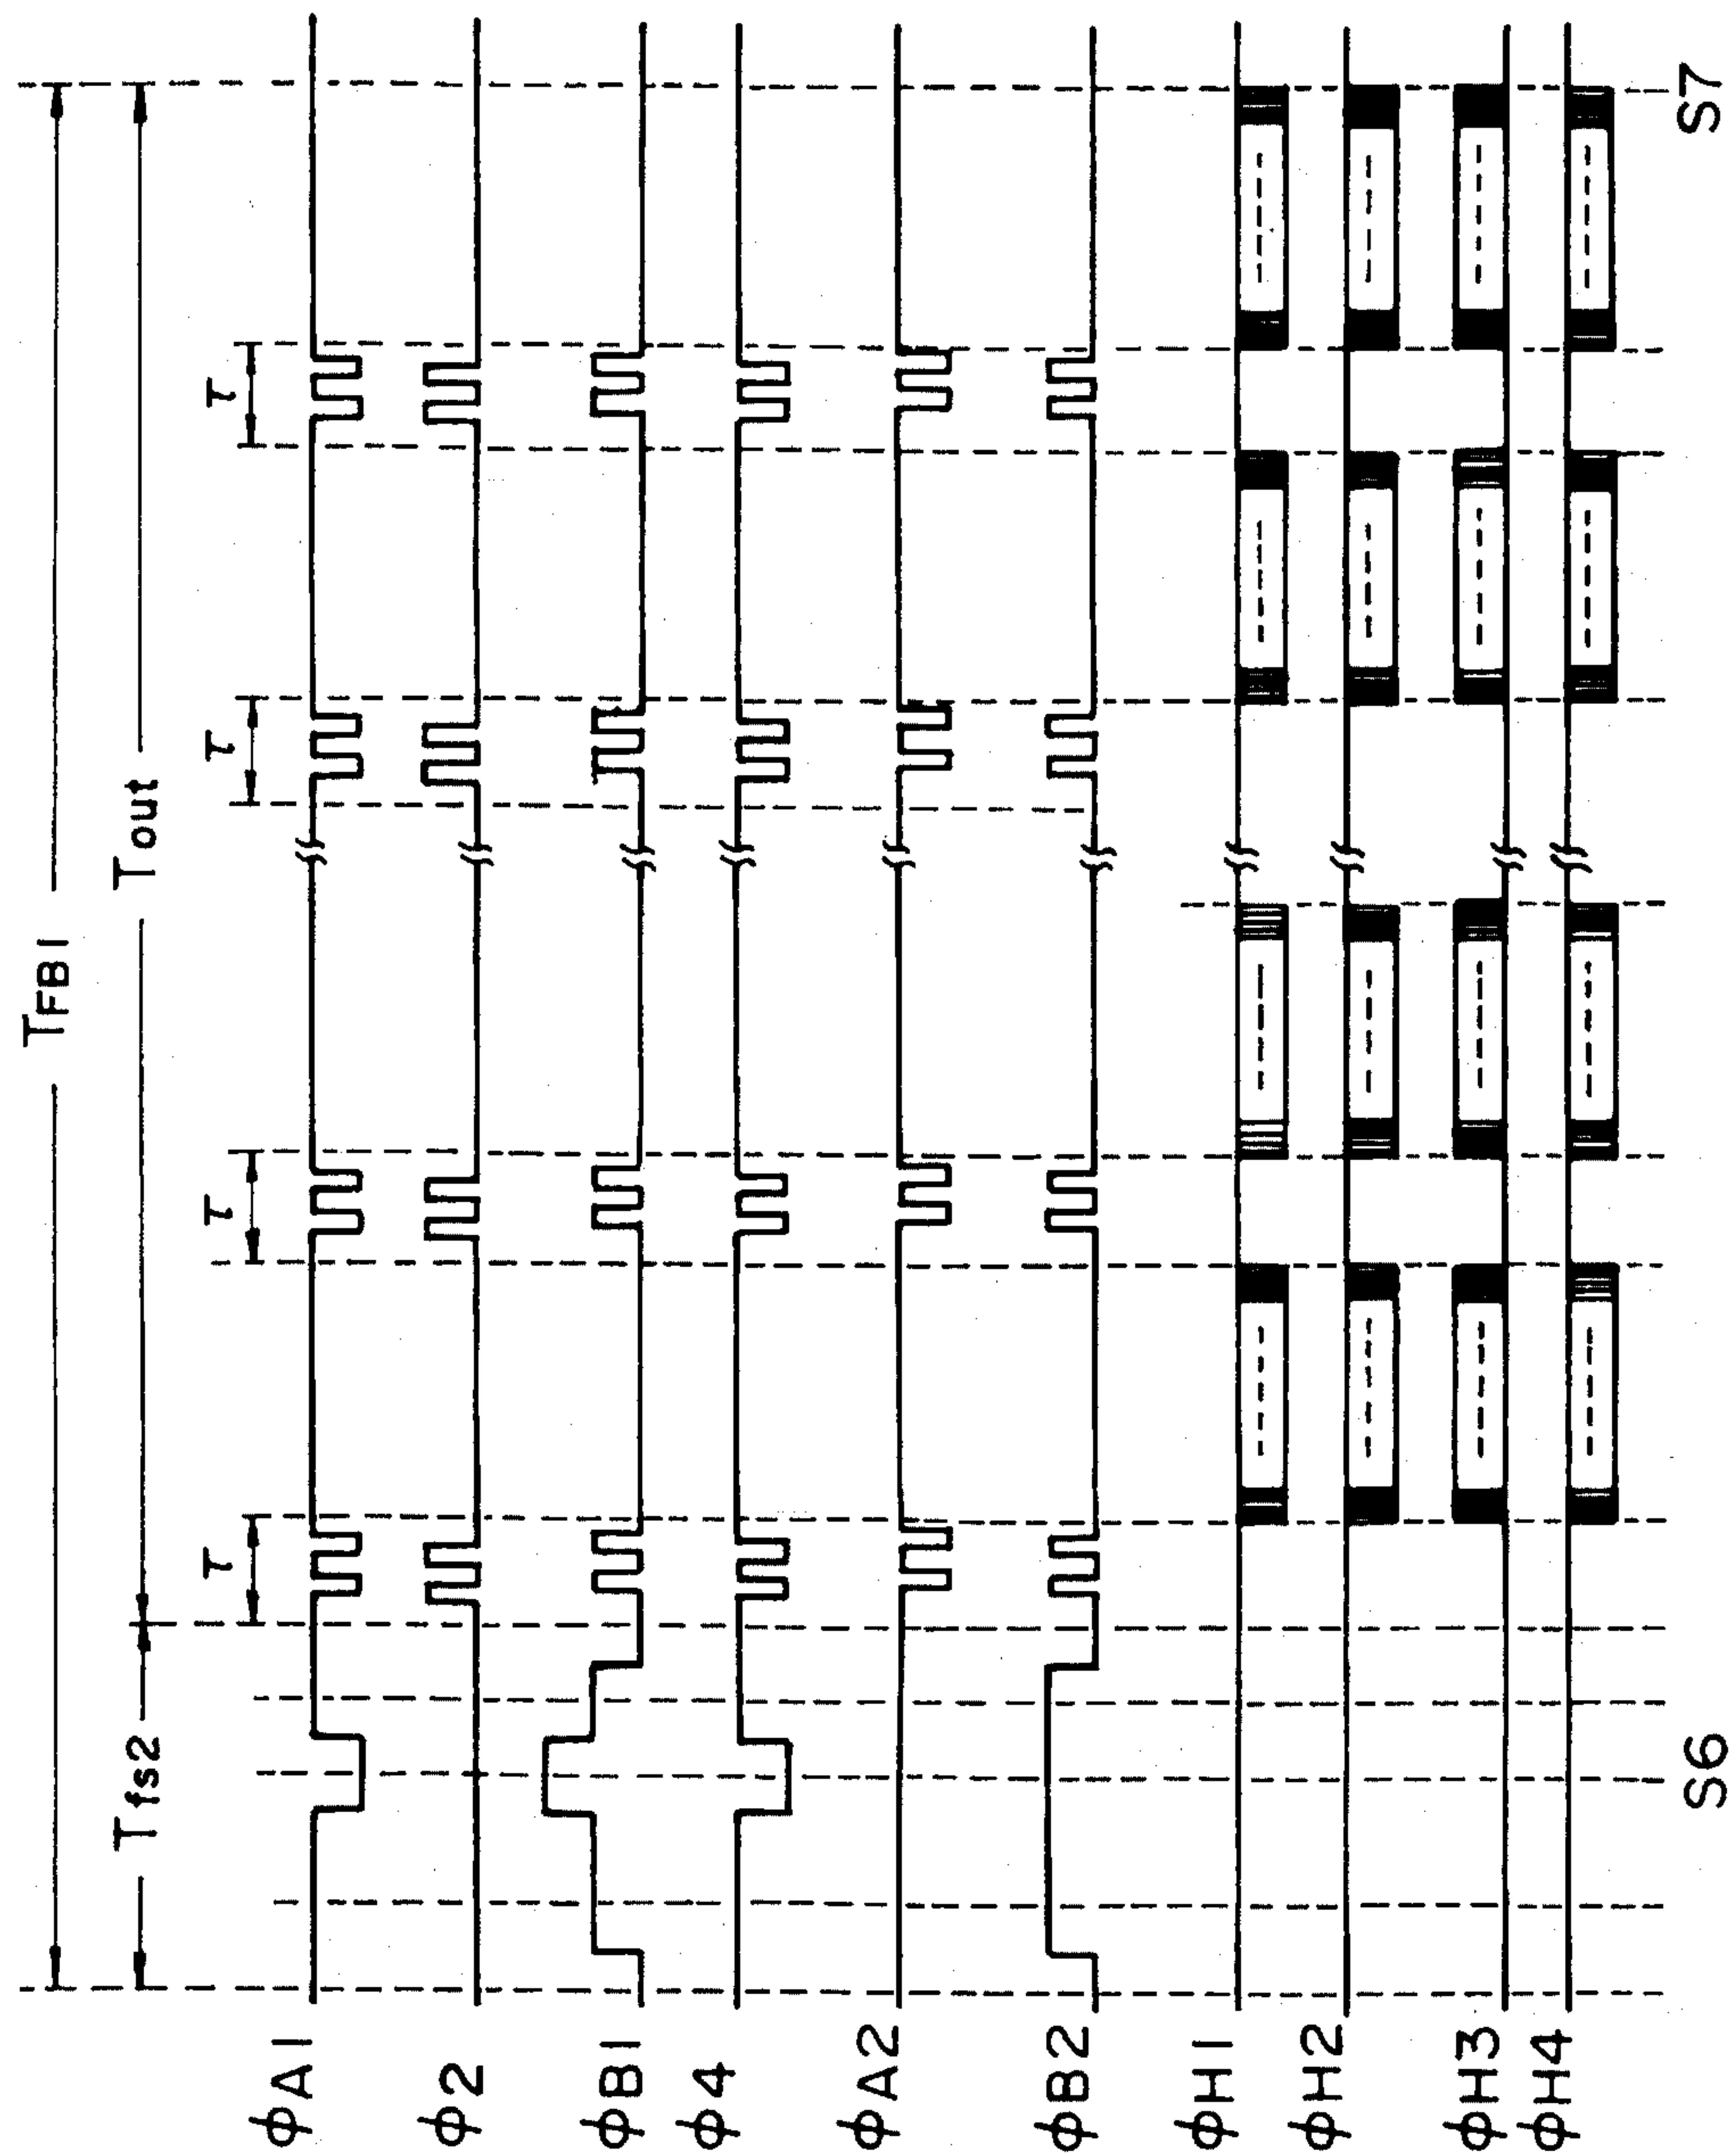 TFB1
Tfs2 Tout
τ τ τ τ
φA1
φ2
φB1
φ4
φA2
φB2
φH1
φH2
φH3
φH4
S6 S7